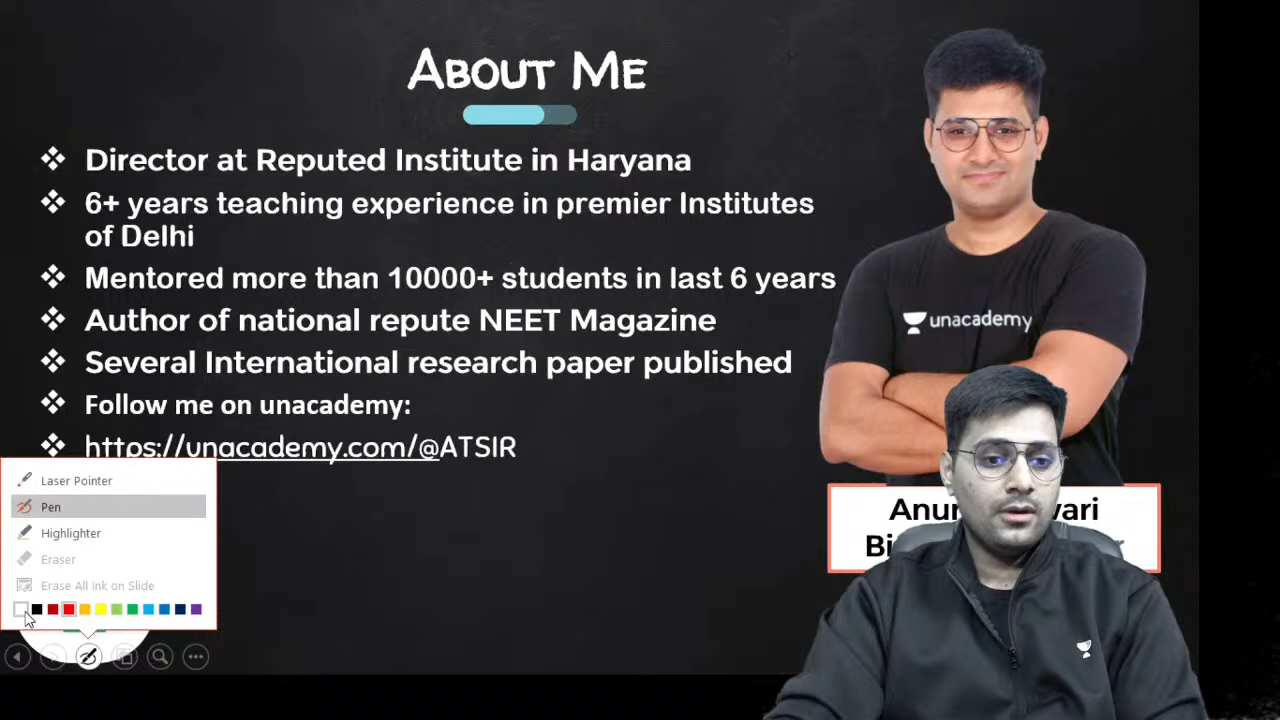 About Me
❖ Director at Reputed Institute in Haryana
❖ 6+ years teaching experience in premier Institutes
of Delhi
❖ Mentored more than 10000+ students in last 6 years
❖ Author of national repute NEET Magazine
❖ Several International research paper published
❖ Follow me on unacademy:
❖ https://unacademy.com/@ATSIR
unacademy
Laser Pointer
Pen
Highlighter
Eraser
Erase All Ink on Slide